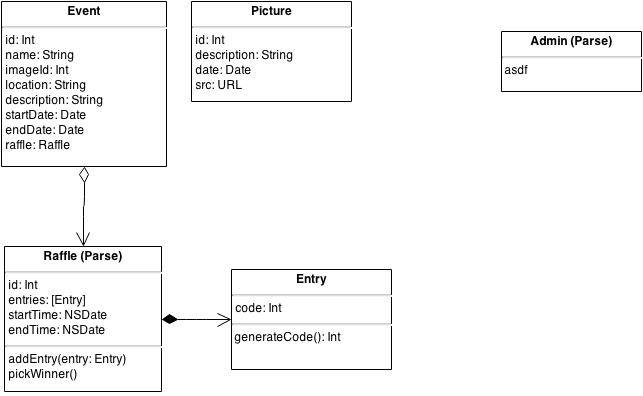 Event
id: Int
name: String
imageId: Int
location: String
description: String
startDate: Date
endDate: Date
raffle: Raffle
Picture
id: Int
description: String
date: Date
src: URL
Admin (Parse)
asdf
Raffle (Parse)
id: Int
entries: [Entry]
startTime: NSDate
endTime: NSDate
addEntry(entry: Entry)
pickWinner()
Entry
code: Int
generateCode(): Int